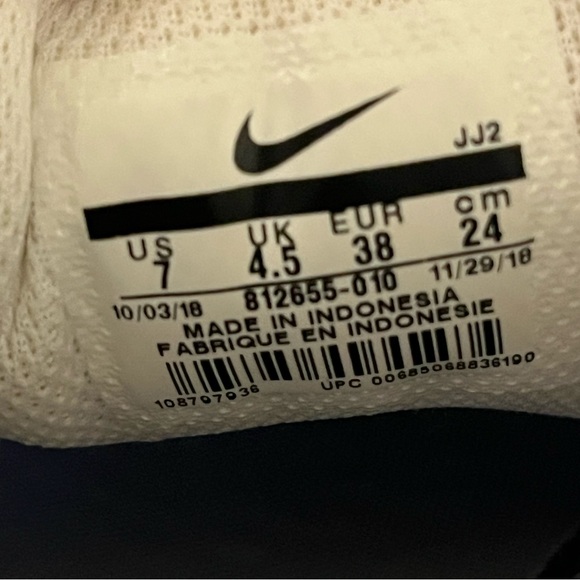 JJ2
US UK EUR cm
7 4.5 38 24
10/03/18 812655-010 11/29/18
MADE IN INDONESIA
FABRIQUE EN INDONESIE
108797936 UPC 00685068836190